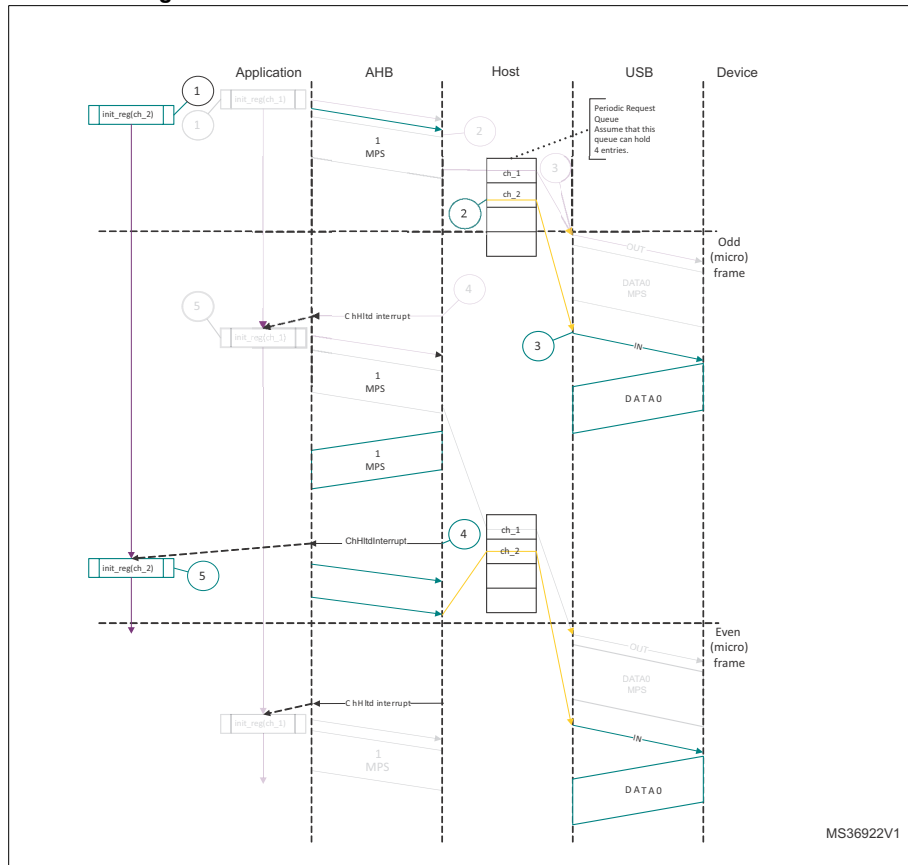 Application
AHB
Host
USB
Device
init_reg(ch_2)
1
init_reg(ch_1)
1
2
1
MPS
Periodic Request
Queue
Assume that this
queue can hold
4 entries.
ch_1
ch_2
3
2
Odd
(micro)
frame
OUT
DATA0
MPS
5
4
ChHltd interrupt
init_reg(ch_1)
3
IN
1
MPS
DATA0
1
MPS
ch_1
ch_2
4
ChHltdInterrupt
init_reg(ch_2)
5
Even
(micro)
frame
OUT
DATA0
MPS
ChHltd interrupt
init_reg(ch_1)
IN
1
MPS
DATA0
MS36922V1